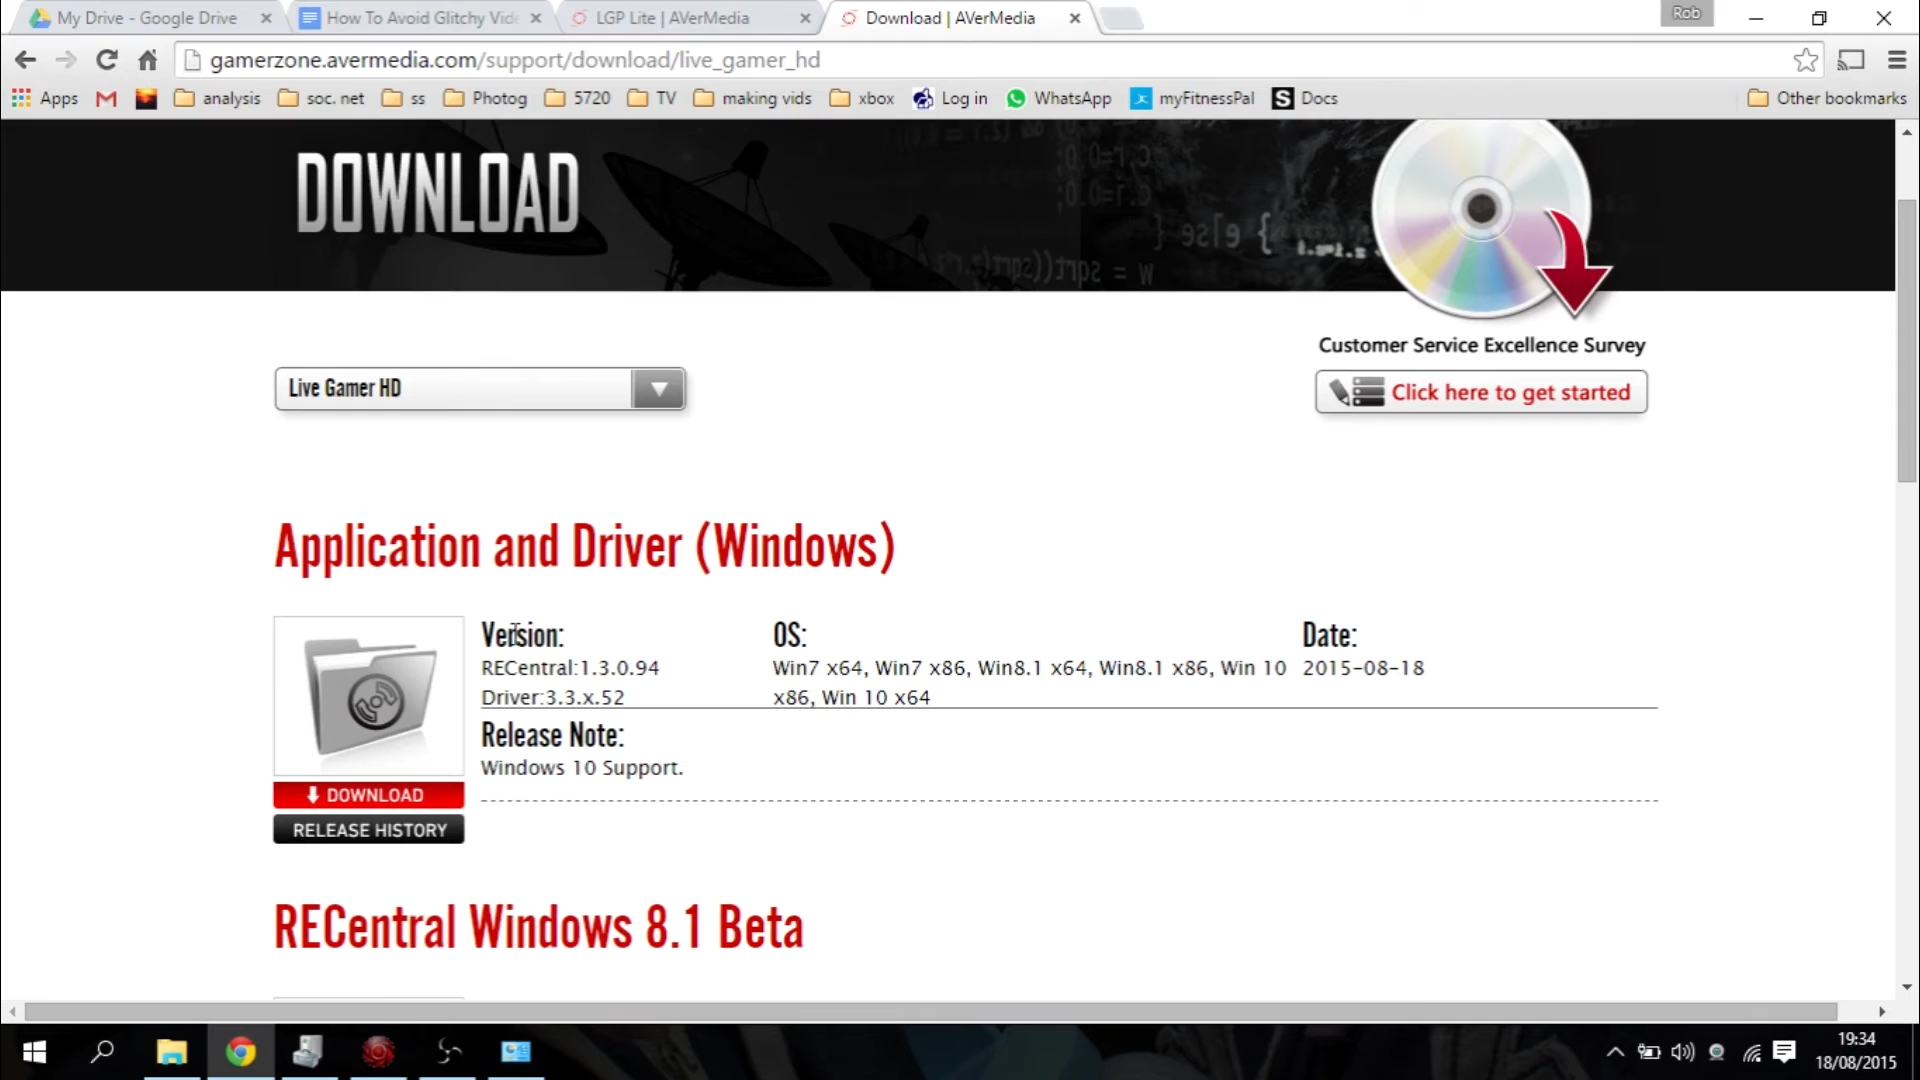 My Drive - Google Drive
How To Avoid Glitchy Vide
LGP Lite | AVerMedia
Download | AVerMedia
Rob
gamerzone.avermedia.com/support/download/live_gamer_hd
Apps analysis soc. net ss Photog 5720 TV making vids xbox Log in WhatsApp myFitnessPal Docs Other bookmarks
DOWNLOAD
Customer Service Excellence Survey
Live Gamer HD
Click here to get started
Application and Driver (Windows)
Version: OS: Date:
RECentral:1.3.0.94 Win7 x64, Win7 x86, Win8.1 x64, Win8.1 x86, Win 10 2015-08-18
Driver:3.3.x.52 x86, Win 10 x64
Release Note:
Windows 10 Support.
DOWNLOAD
RELEASE HISTORY
RECentral Windows 8.1 Beta
19:34
18/08/2015